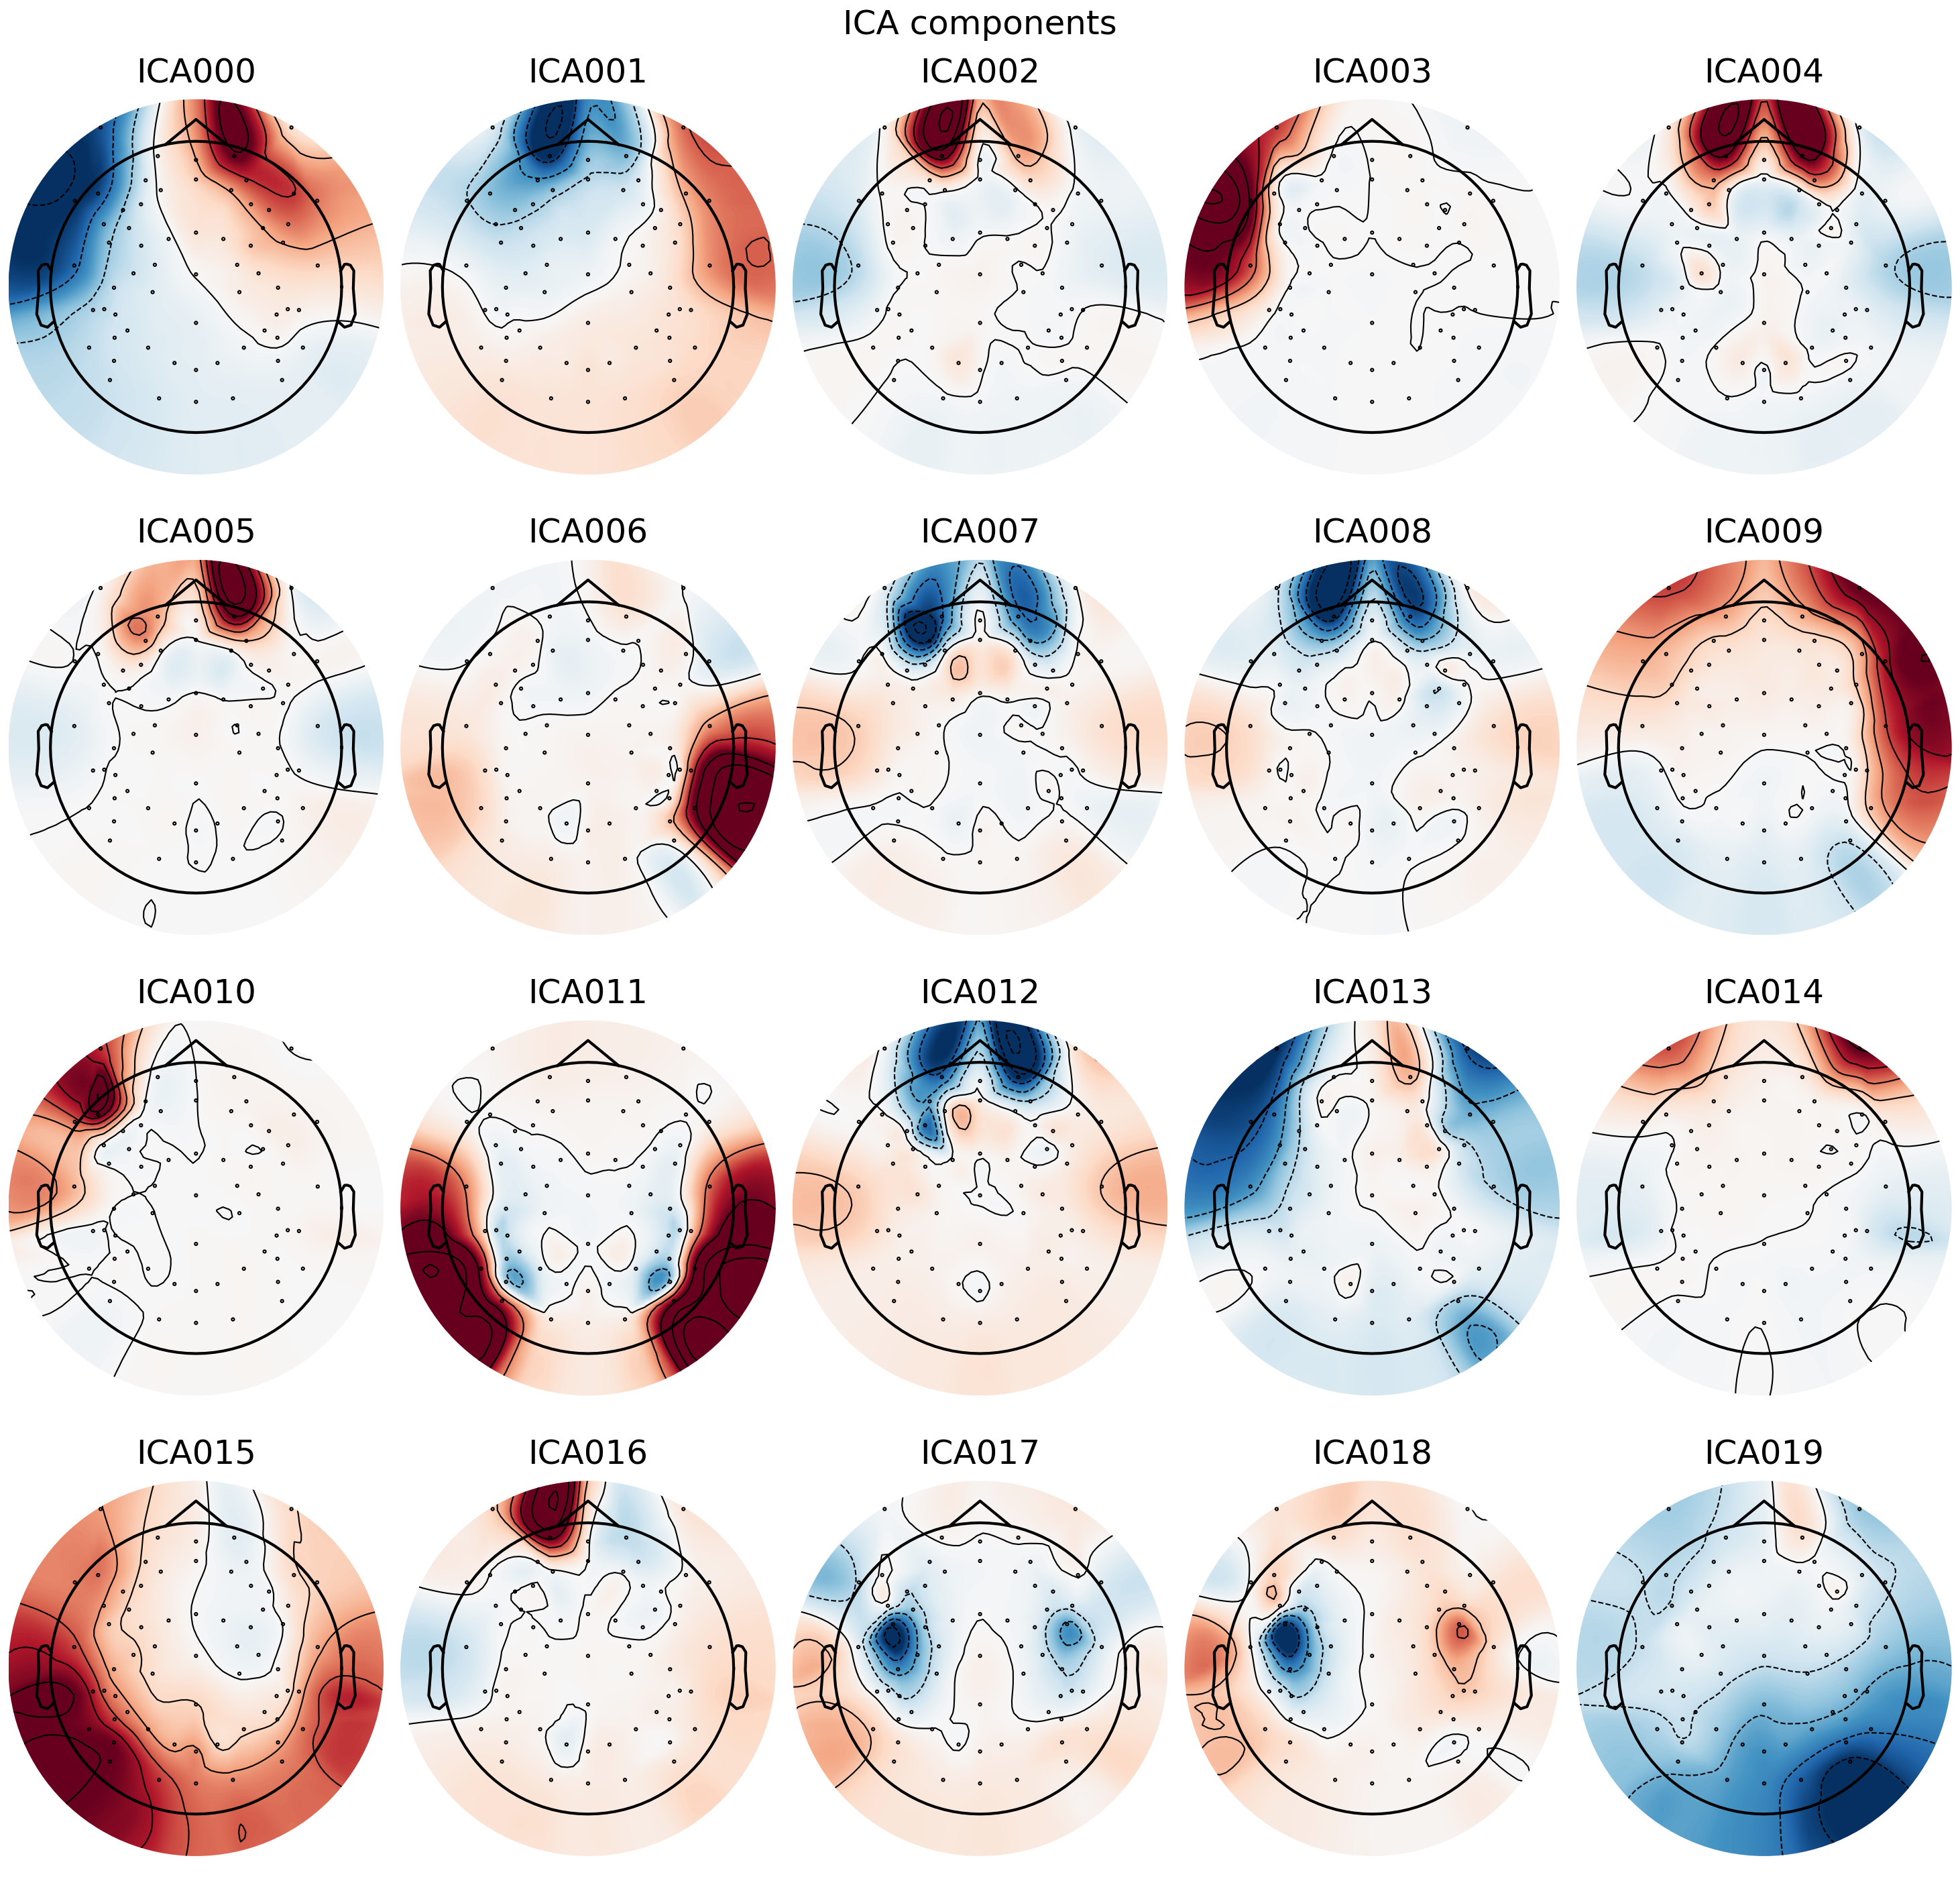 ICA components
ICA000 ICA001 ICA002 ICA003 ICA004
ICA005 ICA006 ICA007 ICA008 ICA009
ICA010 ICA011 ICA012 ICA013 ICA014
ICA015 ICA016 ICA017 ICA018 ICA019